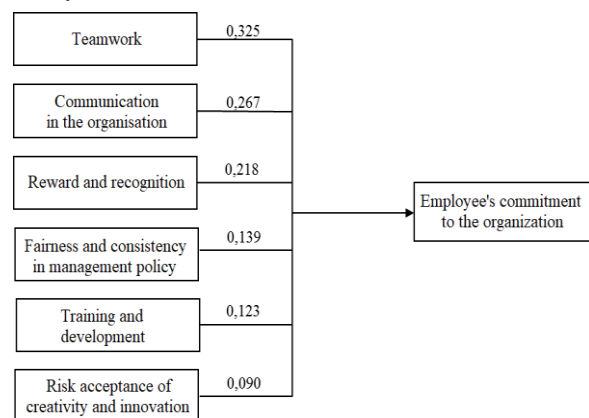 Teamwork
0,325
Communication
in the organisation
0,267
Reward and recognition
0,218
Employee's commitment
to the organization
Fairness and consistency
in management policy
0,139
Training and
development
0,123
Risk acceptance of
creativity and innovation
0,090